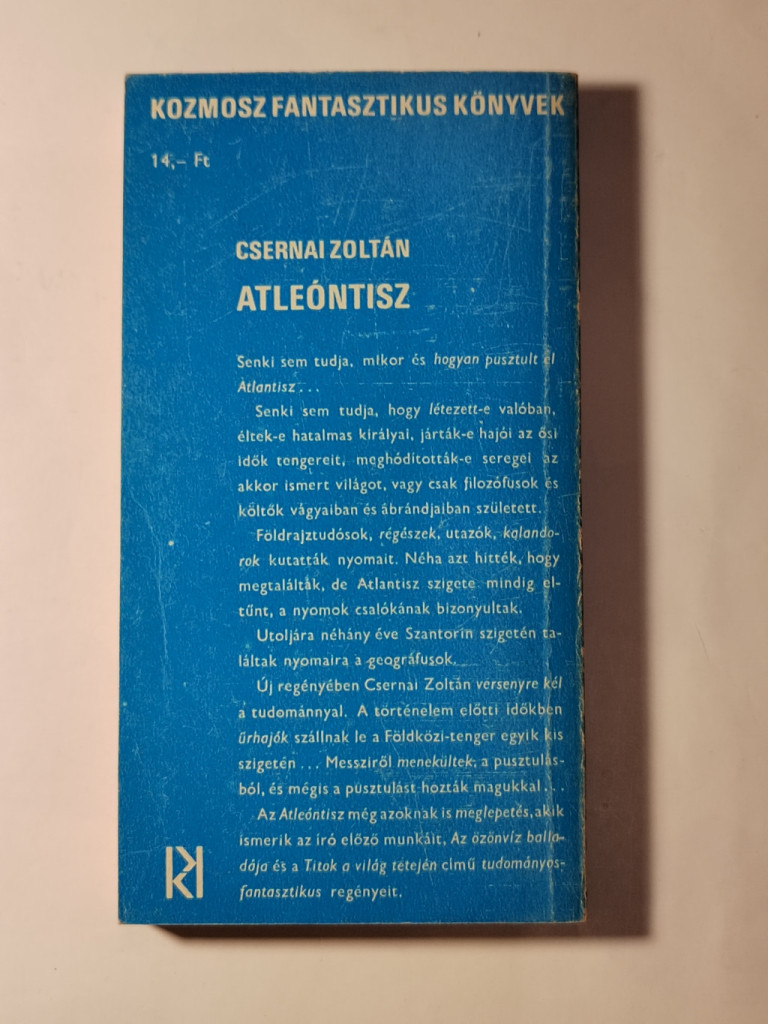 KOZMOSZ FANTASZTIKUS KÖNYVEK
14,– Ft
CSERNAI ZOLTÁN
ATLEÓNTISZ
Senki sem tudja, mikor és hogyan pusztult el
Atlantisz...
Senki sem tudja, hogy létezett-e valóban,
éltek-e hatalmas királyai, járták-e hajói az ősi
idők tengereit, meghódították-e seregei az
akkor ismert világot, vagy csak filozófusok és
költők vágyaiban és ábrándjaiban született.
Földrajztudósok, régészek, utazók, kalando-
rok kutatták nyomait. Néha azt hitték, hogy
megtalálták, de Atlantisz szigete mindig el-
tűnt, a nyomok csalókának bizonyultak.
Utoljára néhány éve Szantorin szigetén ta-
láltak nyomaira a geográfusok.
Új regényében Csernai Zoltán versenyre kél
a tudománnyal. A történelem előtti időkben
űrhajók szállnak le a Földközi-tenger egyik kis
szigetén... Messziről menekültek, a pusztulás-
ból, és mégis a pusztulást hozták magukkal...
Az Atleóntisz még azoknak is meglepetés, akik
ismerik az író előző munkáit, Az özönvíz balla-
dája és a Titok a világ tetején című tudományos-
fantasztikus regényeit.